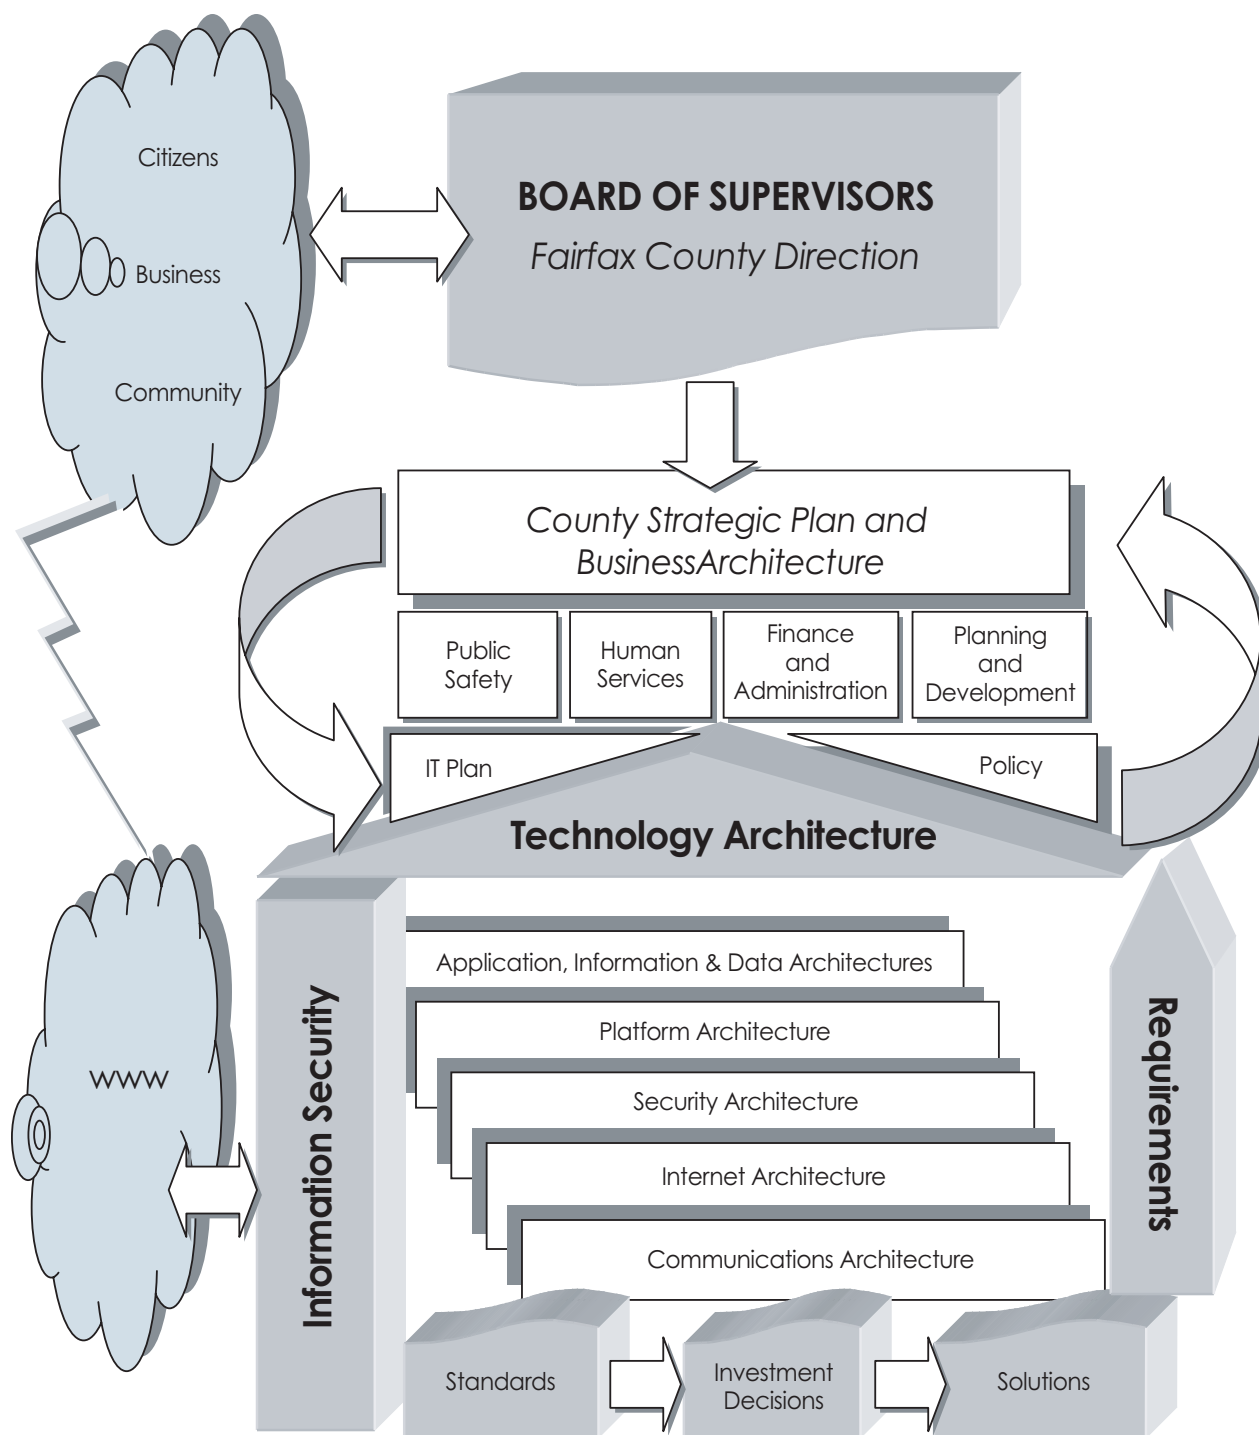 Citizens
Business
Community
BOARD OF SUPERVISORS
Fairfax County Direction
County Strategic Plan and
BusinessArchitecture
Public
Safety
Human
Services
Finance
and
Administration
Planning
and
Development
IT Plan
Policy
Technology Architecture
WWW
Information Security
Application, Information & Data Architectures
Platform Architecture
Security Architecture
Internet Architecture
Communications Architecture
Requirements
Standards
Investment
Decisions
Solutions